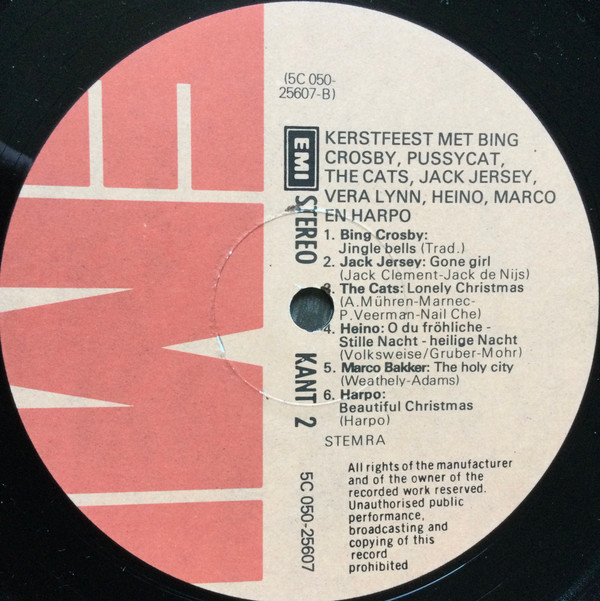 (5C 050-
25607-B)
EMI
STEREO
KANT 2
5C 050-25607
KERSTFEEST MET BING
CROSBY, PUSSYCAT,
THE CATS, JACK JERSEY,
VERA LYNN, HEINO, MARCO
EN HARPO
1. Bing Crosby:
Jingle bells (Trad.)
2. Jack Jersey: Gone girl
(Jack Clement-Jack de Nijs)
3. The Cats: Lonely Christmas
(A.Mühren-Marnec-
P.Veerman-Nail Che)
4. Heino: O du fröhliche -
Stille Nacht - heilige Nacht
(Volksweise/Gruber-Mohr)
5. Marco Bakker: The holy city
(Weathely-Adams)
6. Harpo:
Beautiful Christmas
(Harpo)
STEMRA
All rights of the manufacturer
and of the owner of the
recorded work reserved.
Unauthorised public
performance,
broadcasting and
copying of this
record
prohibited
EMI